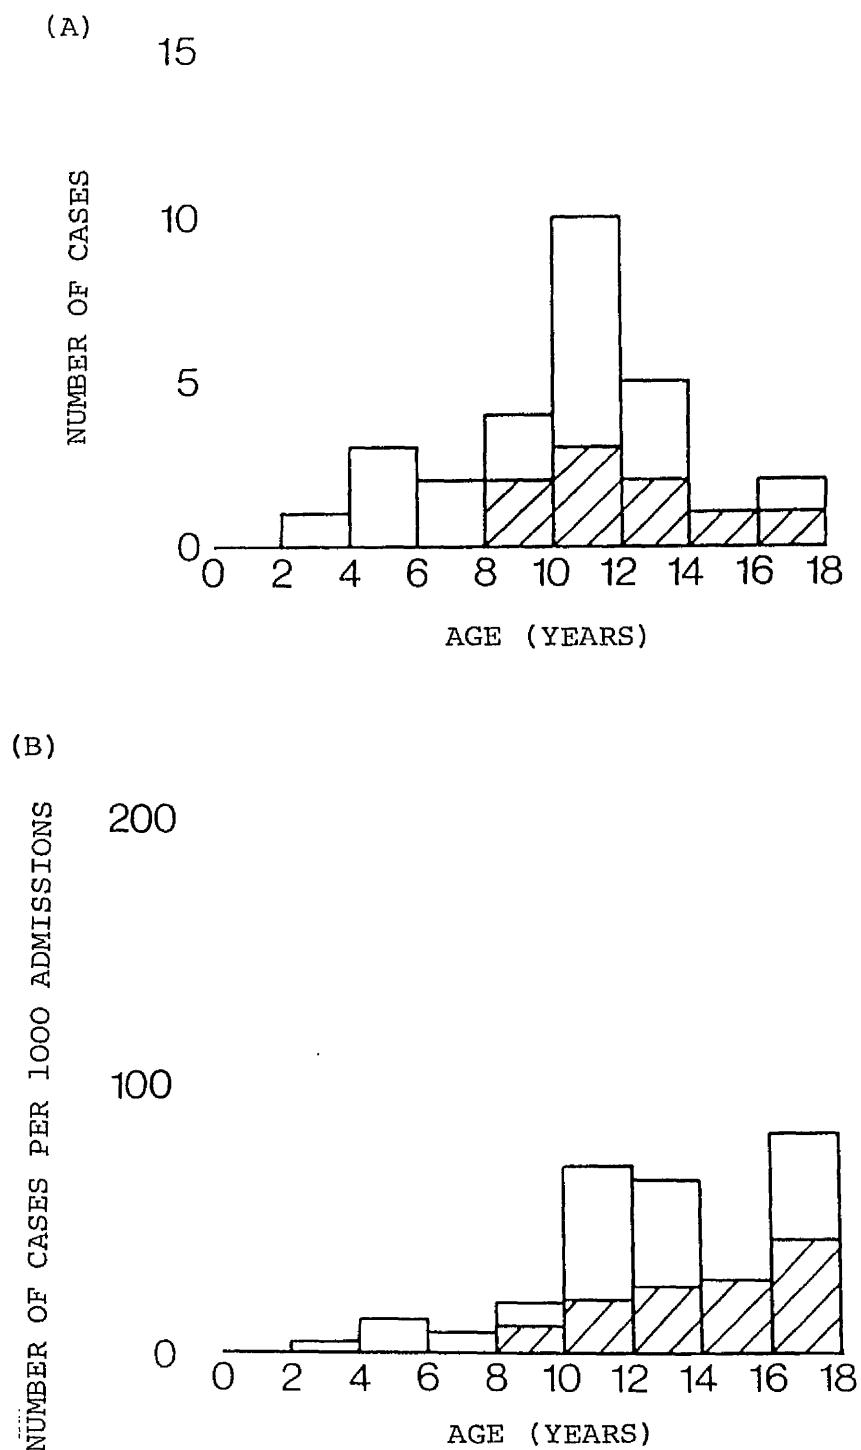 (A)
NUMBER OF CASES
15
10
5
0
0 2 4 6 8 10 12 14 16 18
AGE (YEARS)
(B)
NUMBER OF CASES PER 1000 ADMISSIONS
200
100
0
0 2 4 6 8 10 12 14 16 18
AGE (YEARS)